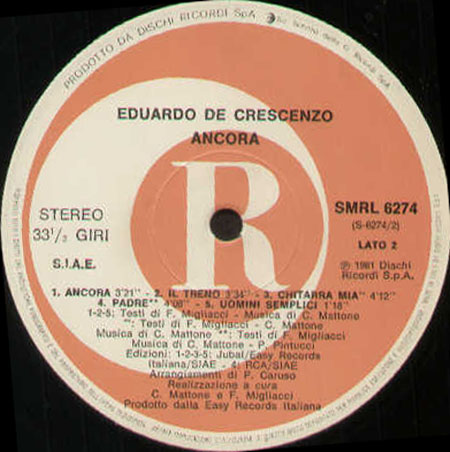 PRODOTTO DA DISCHI RICORDI SpA
EDUARDO DE CRESCENZO
ANCORA
R
STEREO
33 1/3 GIRI
S.I.A.E.
SMRL 6274
(S-6274/2)
LATO 2
℗ 1981 Dischi
Ricordi S.p.A.
1. ANCORA 3'21" - 2. IL TRENO 3'34" - 3. CHITARRA MIA* 4'12"
4. PADRE** 4'08" - 5. UOMINI SEMPLICI 1'18"
1-2-5: Testi di F. Migliacci - Musica di C. Mattone
*: Testi di F. Migliacci - C. Mattone
Musica di C. Mattone **: Testi di F. Migliacci
Musica di C. Mattone - P. Pintucci
Edizioni: 1-2-3-5: Jubal/Easy Records
Italiana/SIAE - 4: RCA/SIAE
Arrangiamenti di P. Caruso
Realizzazione a cura
C. Mattone e F. Migliacci
Prodotto dalla Easy Records Italiana